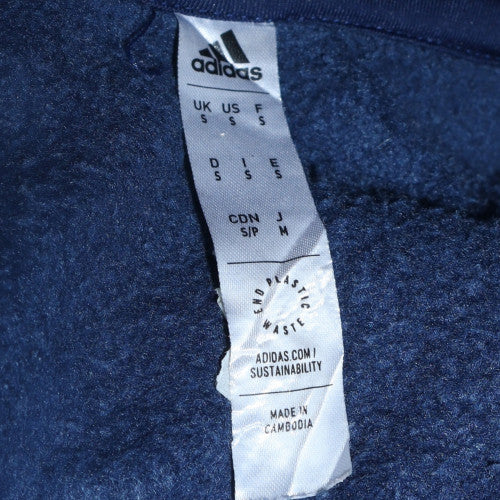 adidas
UK US F
S S S
D I E
S S S
CDN J
S/P M
END PLASTIC WASTE
ADIDAS.COM/
SUSTAINABILITY
MADE IN
CAMBODIA